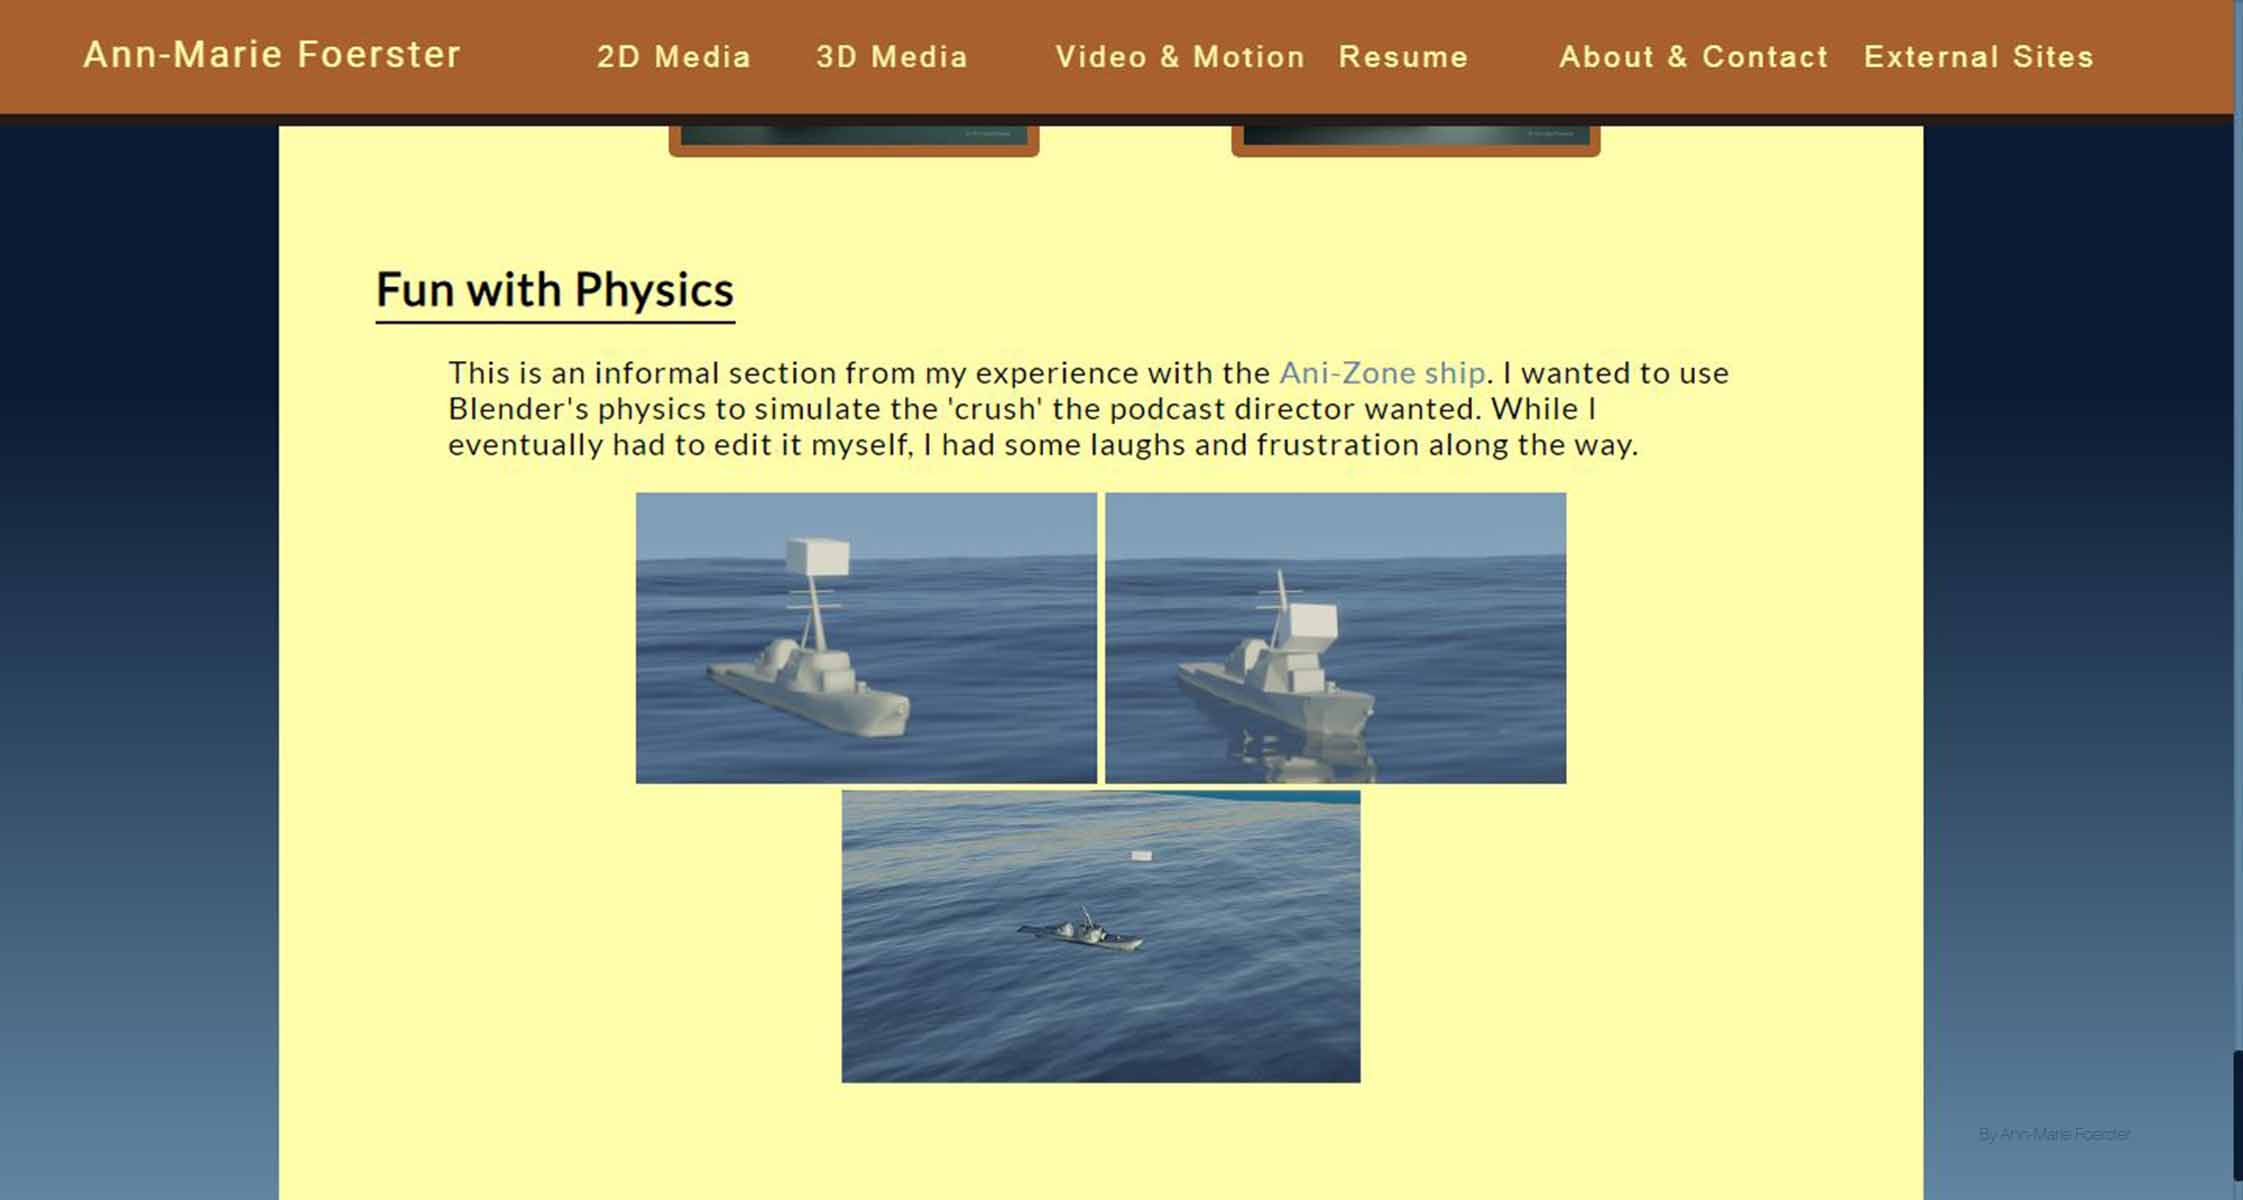 Ann-Marie Foerster 2D Media 3D Media Video & Motion Resume About & Contact External Sites
Fun with Physics
This is an informal section from my experience with the Ani-Zone ship. I wanted to use
Blender's physics to simulate the 'crush' the podcast director wanted. While I
eventually had to edit it myself, I had some laughs and frustration along the way.
By Ann-Marie Foerster